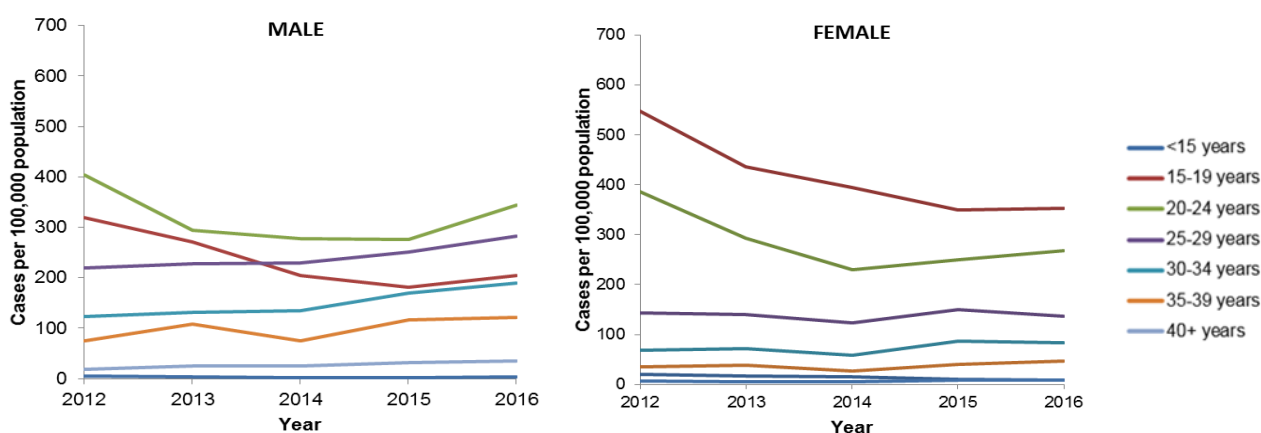 MALE
Cases per 100,000 population
700
600
500
400
300
200
100
0
2012 2013 2014 2015 2016
Year
FEMALE
Cases per 100,000 population
700
600
500
400
300
200
100
0
2012 2013 2014 2015 2016
Year
<15 years
15-19 years
20-24 years
25-29 years
30-34 years
35-39 years
40+ years